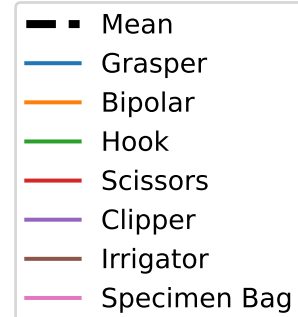 Mean
Grasper
Bipolar
Hook
Scissors
Clipper
Irrigator
Specimen Bag